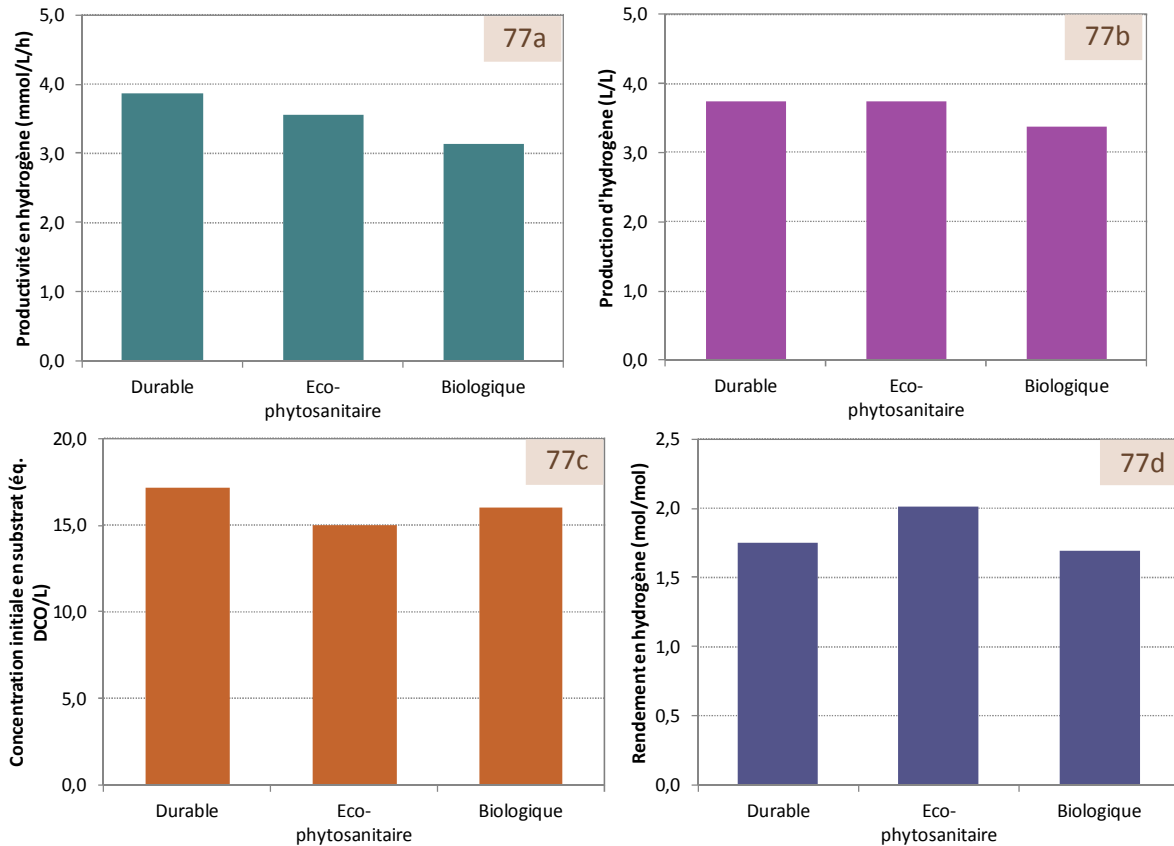 77a
Productivité en hydrogène (mmol/L/h)
5,0
4,0
3,0
2,0
1,0
0,0
Durable
Eco-
phytosanitaire
Biologique
77b
Production d'hydrogène (L/L)
5,0
4,0
3,0
2,0
1,0
0,0
Durable
Eco-
phytosanitaire
Biologique
77c
Concentration initiale en substrat (éq.
DCO/L)
20,0
15,0
10,0
5,0
0,0
Durable
Eco-
phytosanitaire
Biologique
77d
Rendement en hydrogène (mol/mol)
2,5
2,0
1,5
1,0
0,5
0,0
Durable
Eco-
phytosanitaire
Biologique